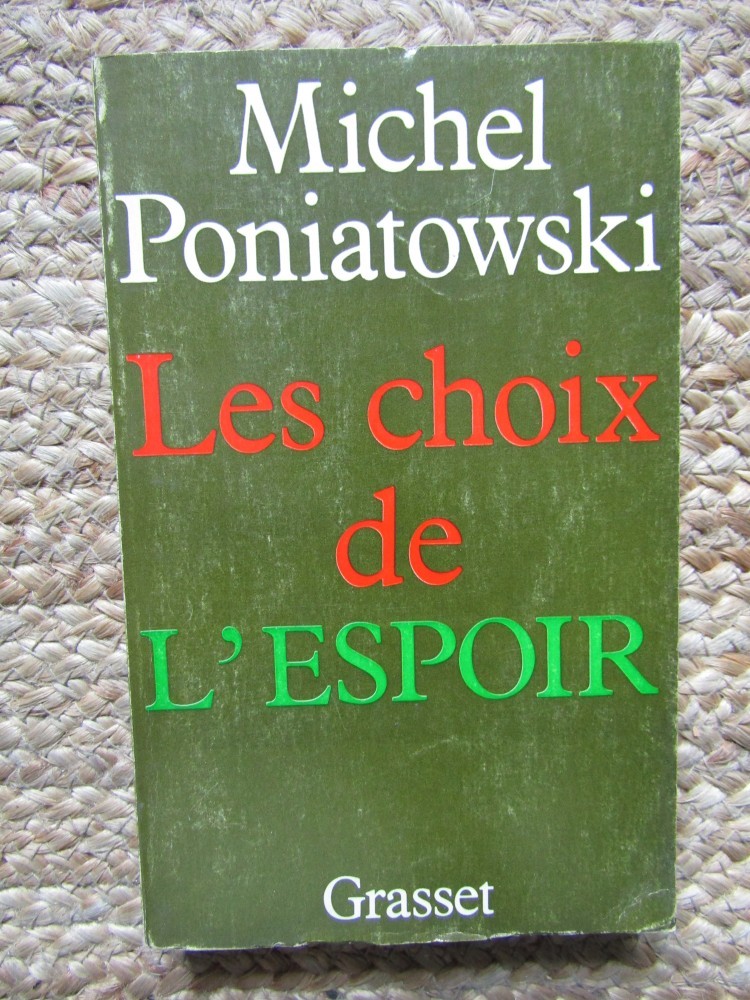 Michel
Poniatowski
Les choix
de
L'ESPOIR
Grasset